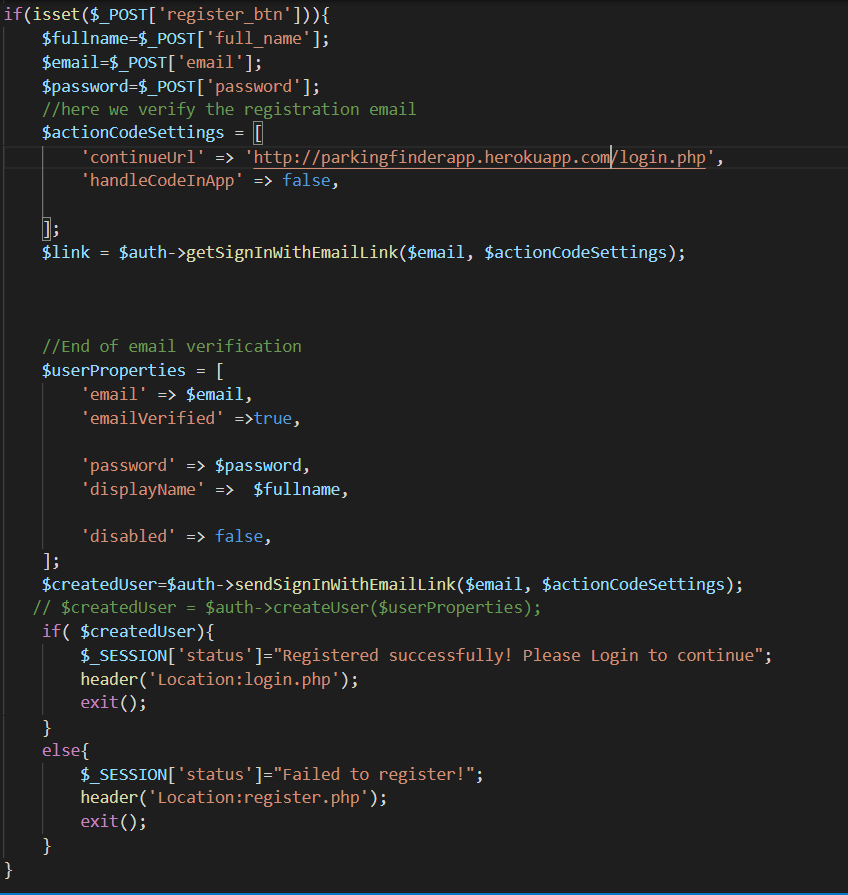 if(isset($_POST['register_btn'])){
$fullname=$_POST['full_name'];
$email=$_POST['email'];
$password=$_POST['password'];
//here we verify the registration email
$actionCodeSettings = [
'continueUrl' => 'http://parkingfinderapp.herokuapp.com/login.php',
'handleCodeInApp' => false,
];
$link = $auth->getSignInWithEmailLink($email, $actionCodeSettings);
//End of email verification
$userProperties = [
'email' => $email,
'emailVerified' =>true,
'password' => $password,
'displayName' =>  $fullname,
'disabled' => false,
];
$createdUser=$auth->sendSignInWithEmailLink($email, $actionCodeSettings);
// $createdUser = $auth->createUser($userProperties);
if( $createdUser){
$_SESSION['status']="Registered successfully! Please Login to continue";
header('Location:login.php');
exit();
}
else{
$_SESSION['status']="Failed to register!";
header('Location:register.php');
exit();
}
}